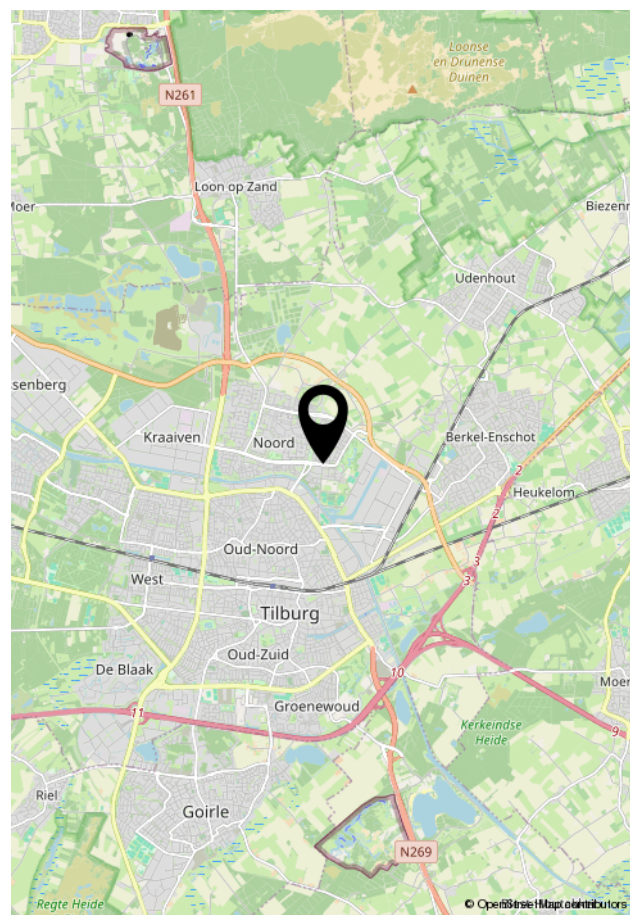 Loonse
en Drunense
Duinen
N261
Loon op Zand
Moer
Biezenm
Udenhout
ssenberg
Kraaiven
Noord
Berkel-Enschot
2
Heukelom
2
Oud-Noord
3
West
3
Tilburg
Oud-Zuid
De Blaak
10
Moer
Groenewoud
11
Kerkeindse
Heide
9
Riel
Goirle
N269
Regte Heide